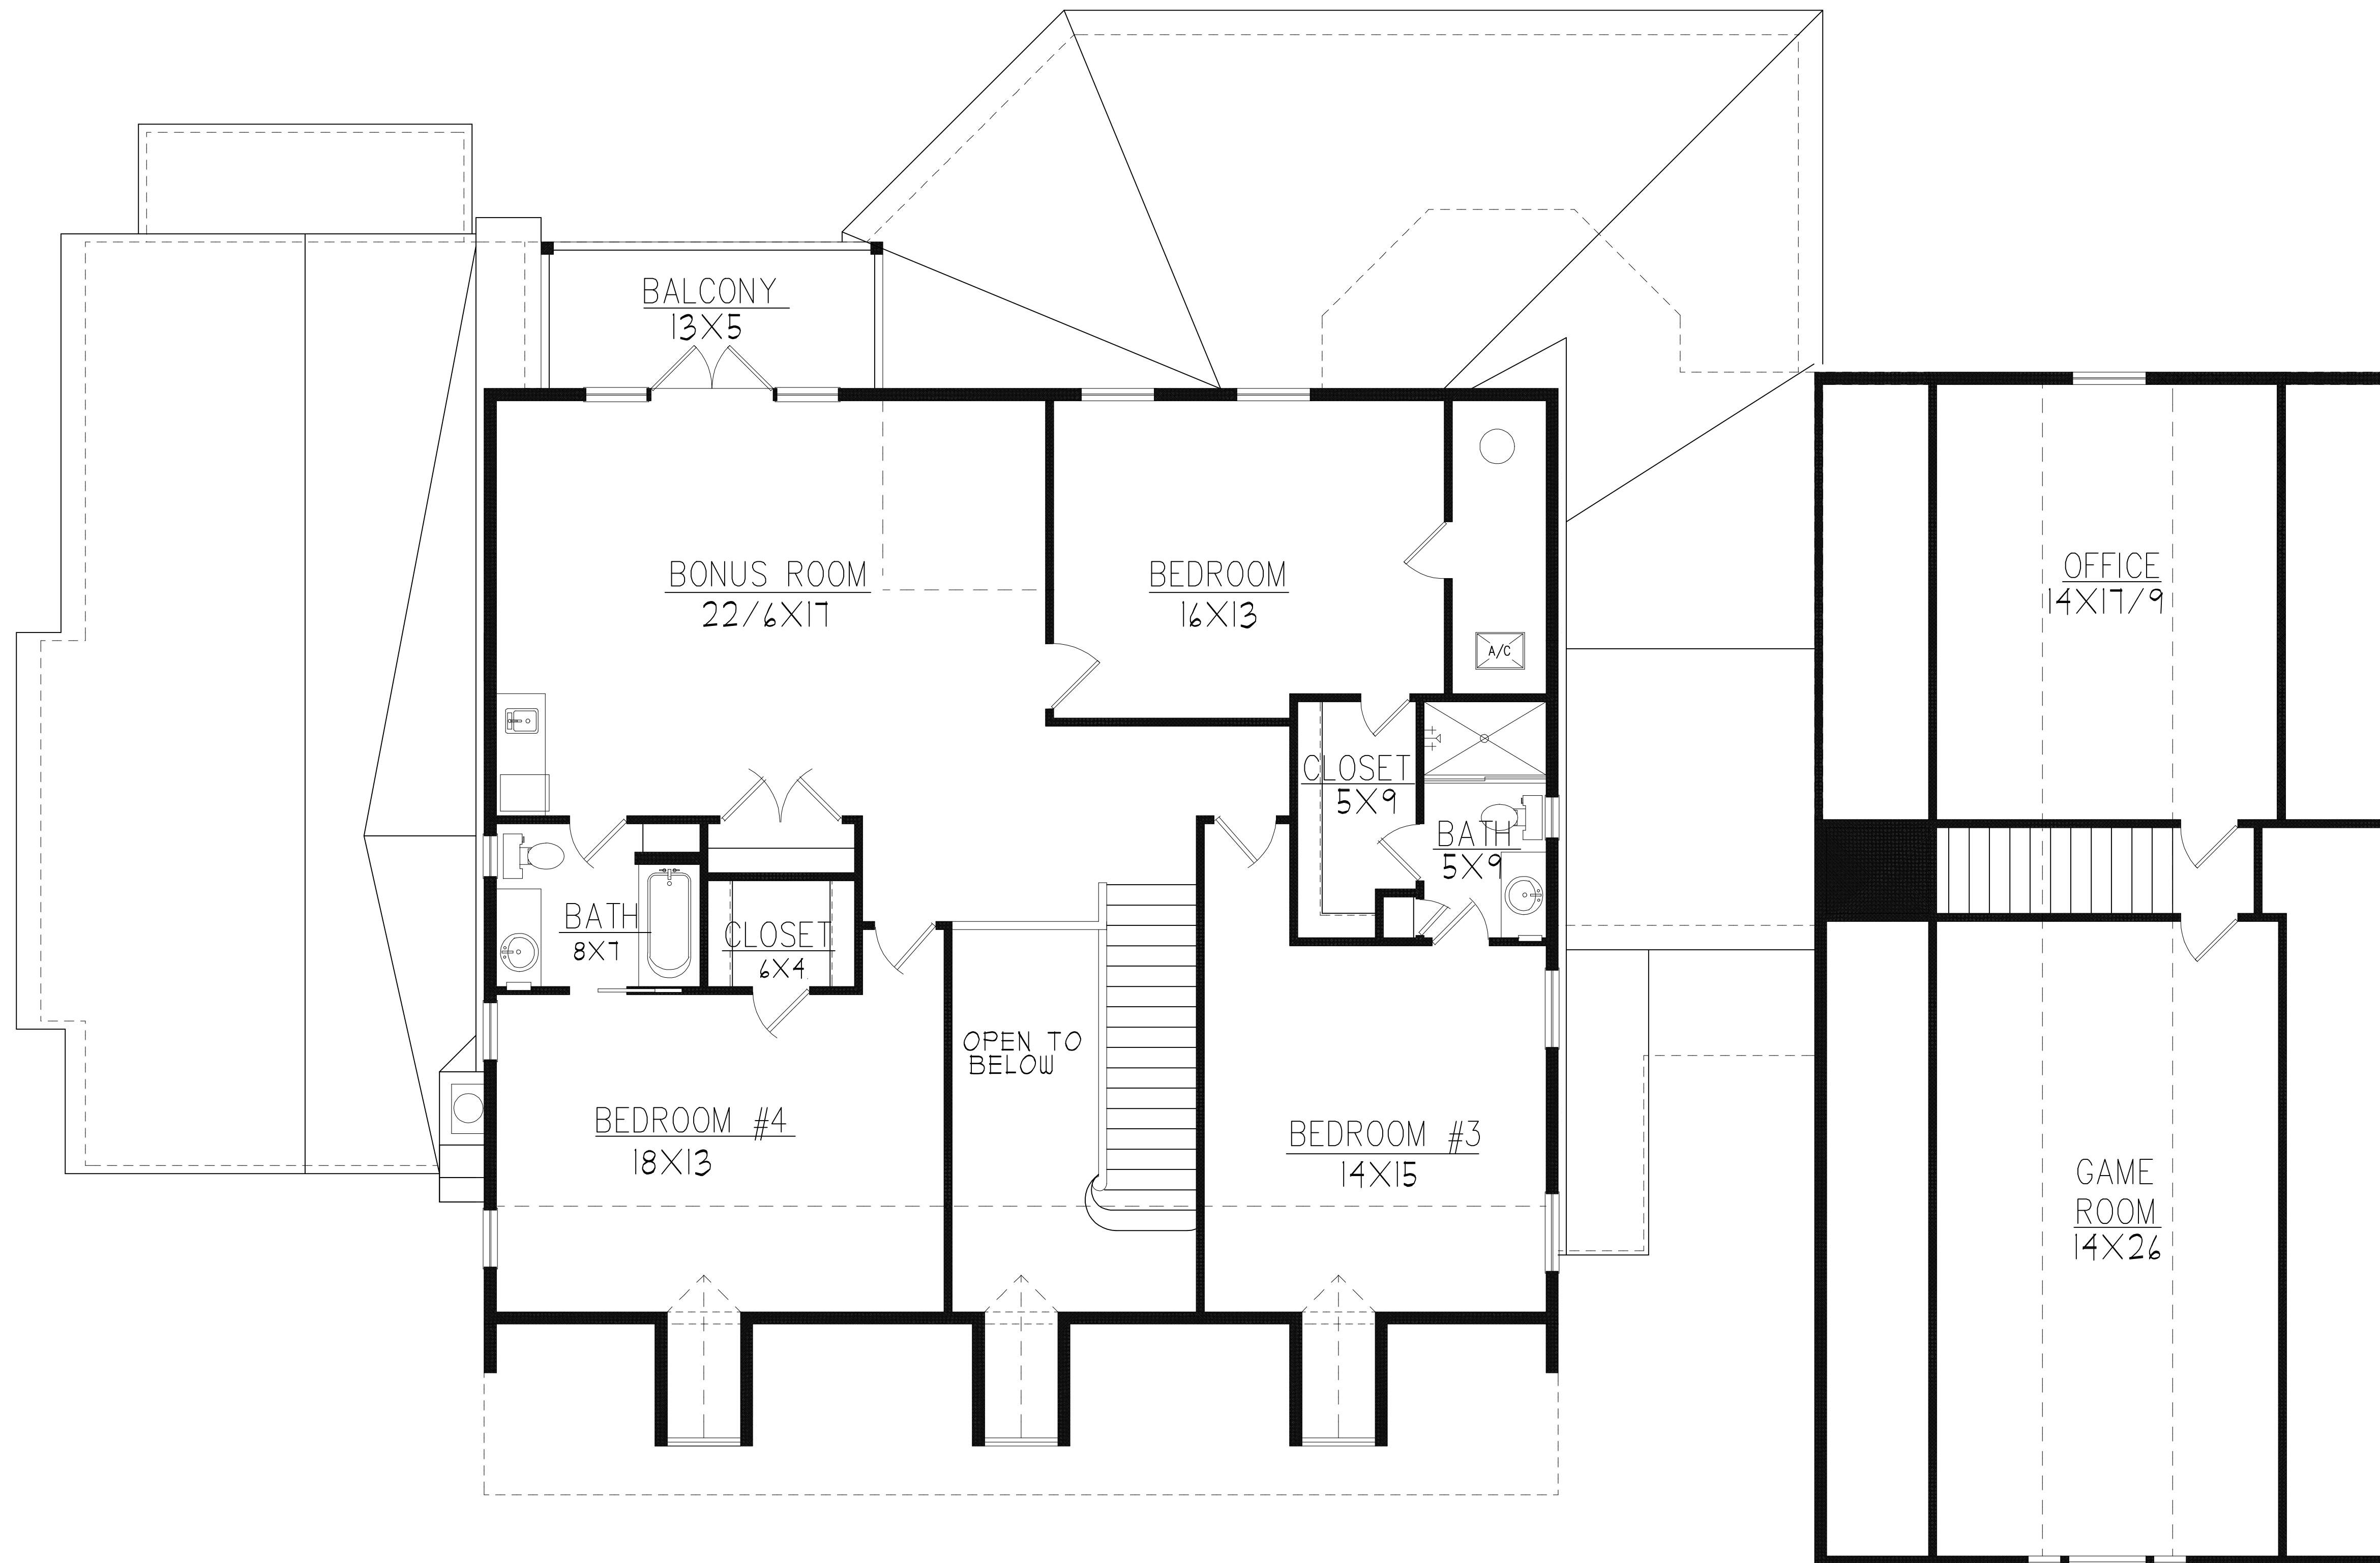 BALCONY
13X5
BONUS ROOM
22/6X17
BEDROOM
16X13
A/C
OFFICE
14X17/9
CLOSET
5X9
BATH
5X9
BATH
8X7
CLOSET
6X4
OPEN TO
BELOW
BEDROOM #4
18X13
BEDROOM #3
14X15
GAME
ROOM
14X26